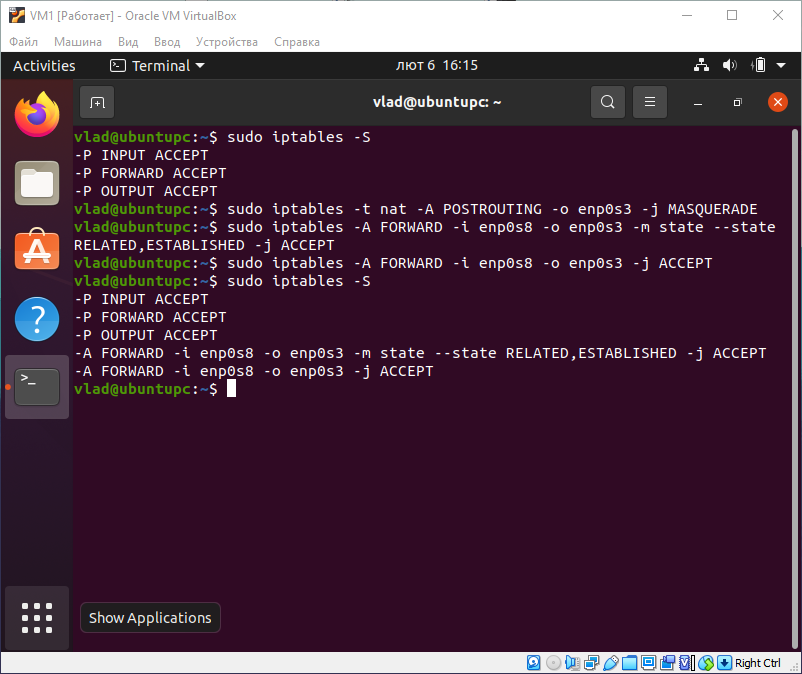 VM1 [Работает] - Oracle VM VirtualBox
Файл Машина Вид Ввод Устройства Справка
Activities Terminal лют 6 16:15
vlad@ubuntupc: ~
vlad@ubuntupc:~$ sudo iptables -S
-P INPUT ACCEPT
-P FORWARD ACCEPT
-P OUTPUT ACCEPT
vlad@ubuntupc:~$ sudo iptables -t nat -A POSTROUTING -o enp0s3 -j MASQUERADE
vlad@ubuntupc:~$ sudo iptables -A FORWARD -i enp0s8 -o enp0s3 -m state --state
RELATED,ESTABLISHED -j ACCEPT
vlad@ubuntupc:~$ sudo iptables -A FORWARD -i enp0s8 -o enp0s3 -j ACCEPT
vlad@ubuntupc:~$ sudo iptables -S
-P INPUT ACCEPT
-P FORWARD ACCEPT
-P OUTPUT ACCEPT
-A FORWARD -i enp0s8 -o enp0s3 -m state --state RELATED,ESTABLISHED -j ACCEPT
-A FORWARD -i enp0s8 -o enp0s3 -j ACCEPT
vlad@ubuntupc:~$
Show Applications
Right Ctrl